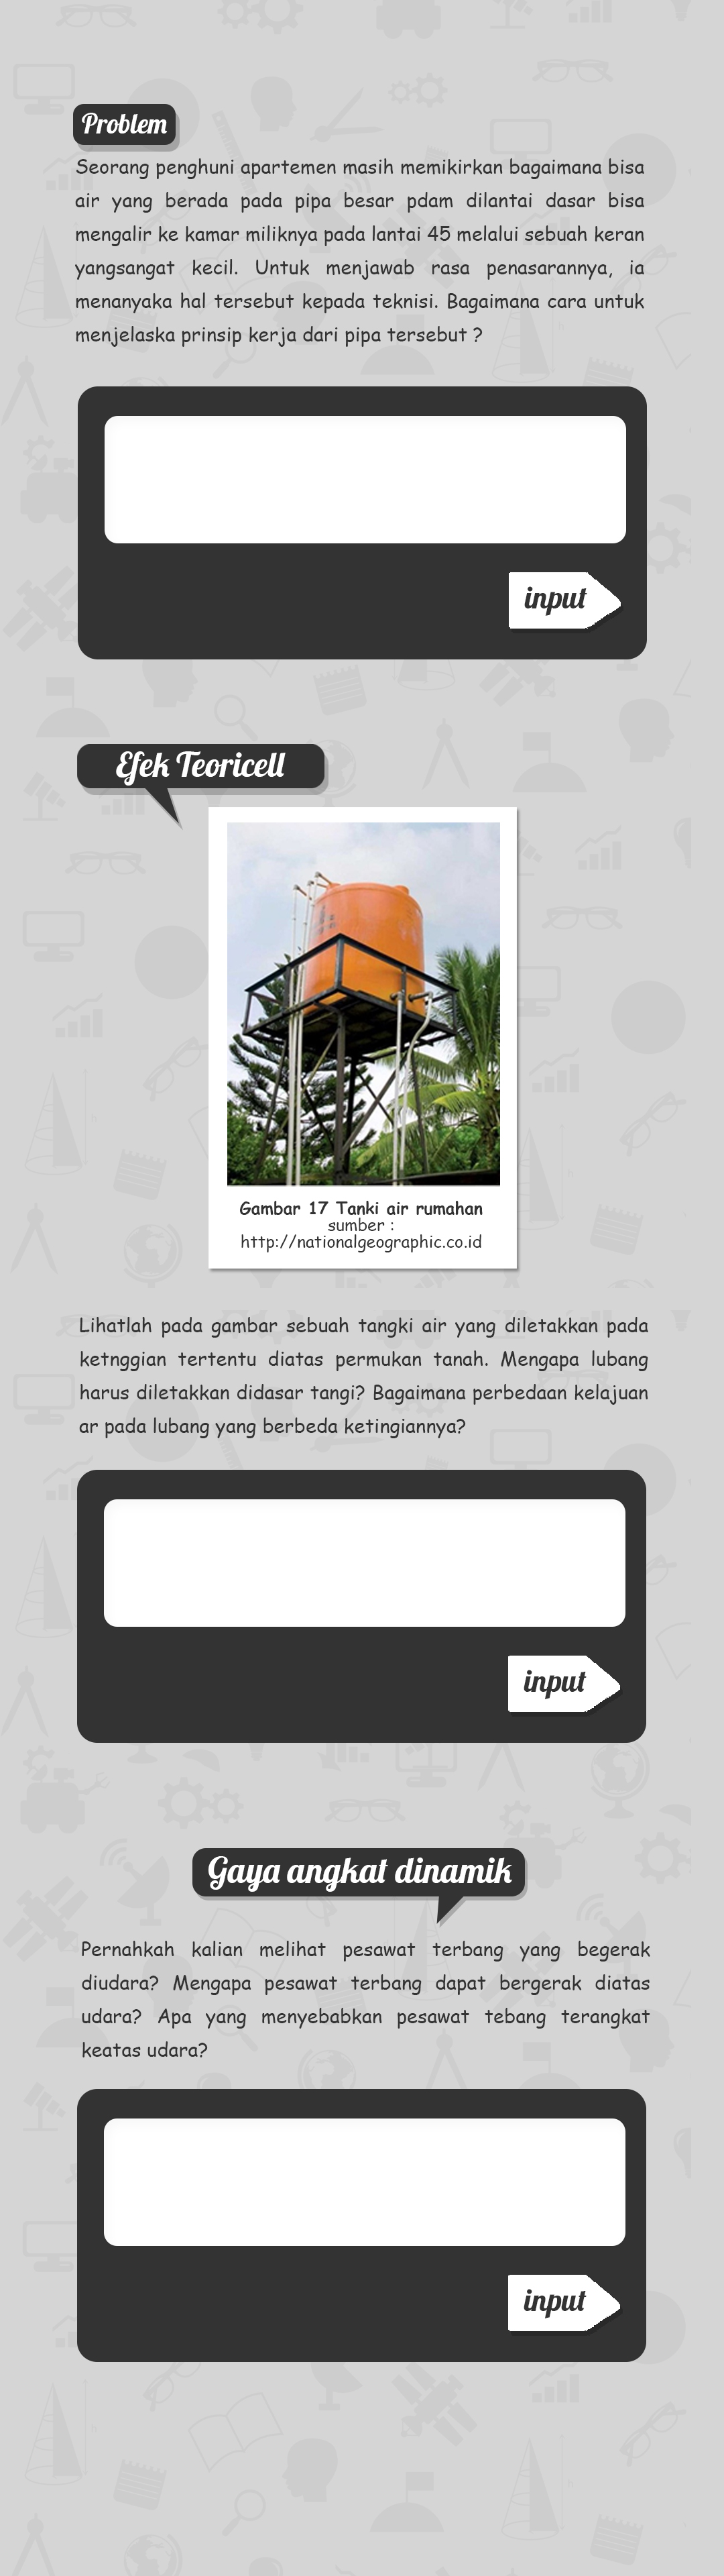 Problem
Seorang penghuni apartemen masih memikirkan bagaimana bisa
air yang berada pada pipa besar pdam dilantai dasar bisa
mengalir ke kamar miliknya pada lantai 45 melalui sebuah keran
yangsangat kecil. Untuk menjawab rasa penasarannya, ia
menanyaka hal tersebut kepada teknisi. Bagaimana cara untuk
menjelaska prinsip kerja dari pipa tersebut ?
input
Efek Teoricell
Gambar 17 Tanki air rumahan
sumber :
http://nationalgeographic.co.id
Lihatlah pada gambar sebuah tangki air yang diletakkan pada
ketnggian tertentu diatas permukan tanah. Mengapa lubang
harus diletakkan didasar tangi? Bagaimana perbedaan kelajuan
ar pada lubang yang berbeda ketingiannya?
input
Gaya angkat dinamik
Pernahkah kalian melihat pesawat terbang yang begerak
diudara? Mengapa pesawat terbang dapat bergerak diatas
udara? Apa yang menyebabkan pesawat tebang terangkat
keatas udara?
input